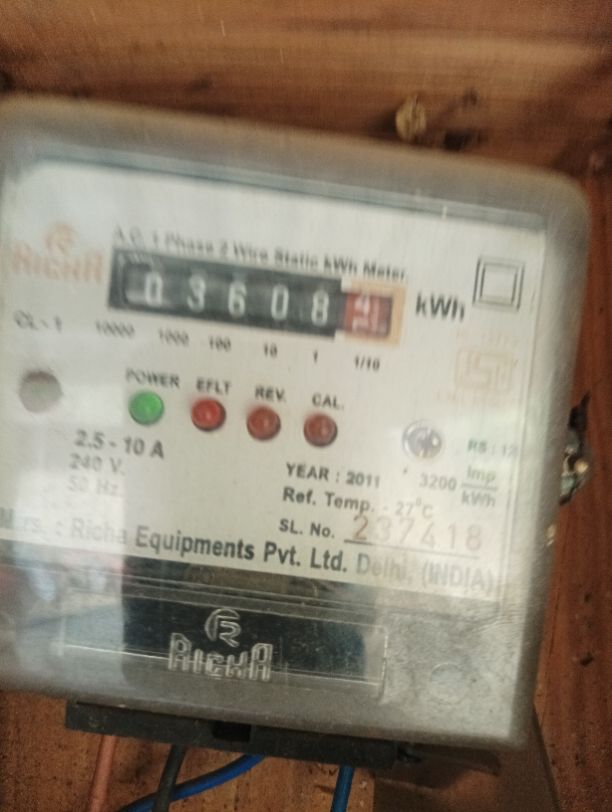 A.C. 1 Phase 2 Wire Static kWh Meter.
RICHA
0 3 6 0 8 kWh
CL-1 10000 1000 100 10 1 1/10
POWER EFLT REV. CAL.
2.5 - 10 A
240 V.
50 Hz
YEAR : 2011 * 3200 Imp/kWh
Ref. Temp. - 27°C
SL. No. 237418
Richa Equipments Pvt. Ltd. Delhi, (INDIA)
RICHA